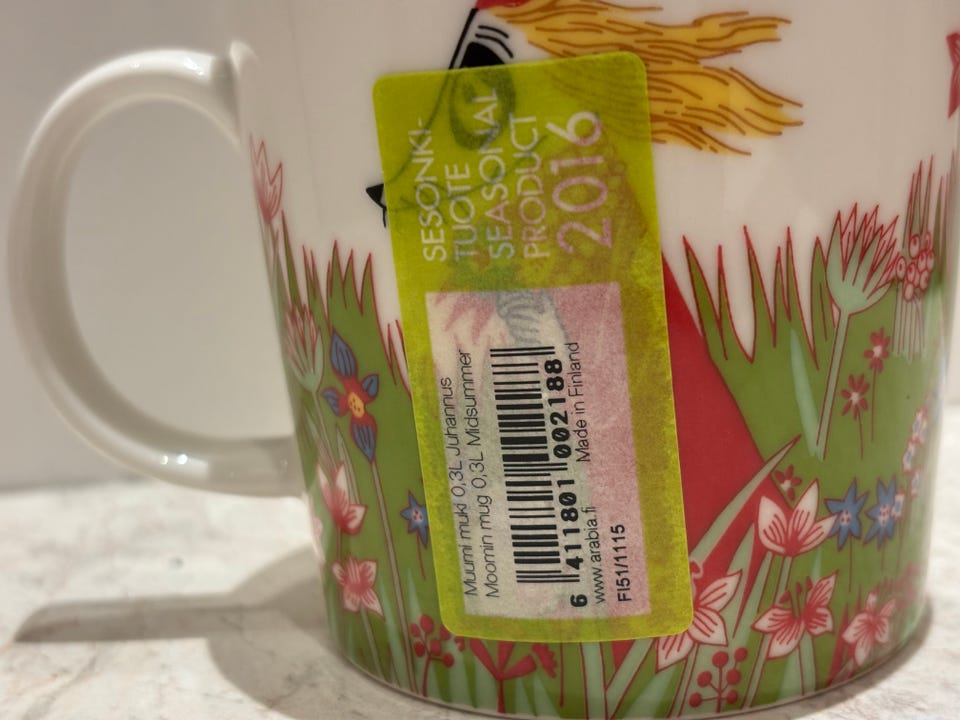 SESONKI-
TUOTE
SEASONAL
PRODUCT
2016
Muumi muki 0,3L Juhannus
Moomin mug 0,3L Midsummer
6 411801 002188
www.arabia.fi Made in Finland
FI51/1115